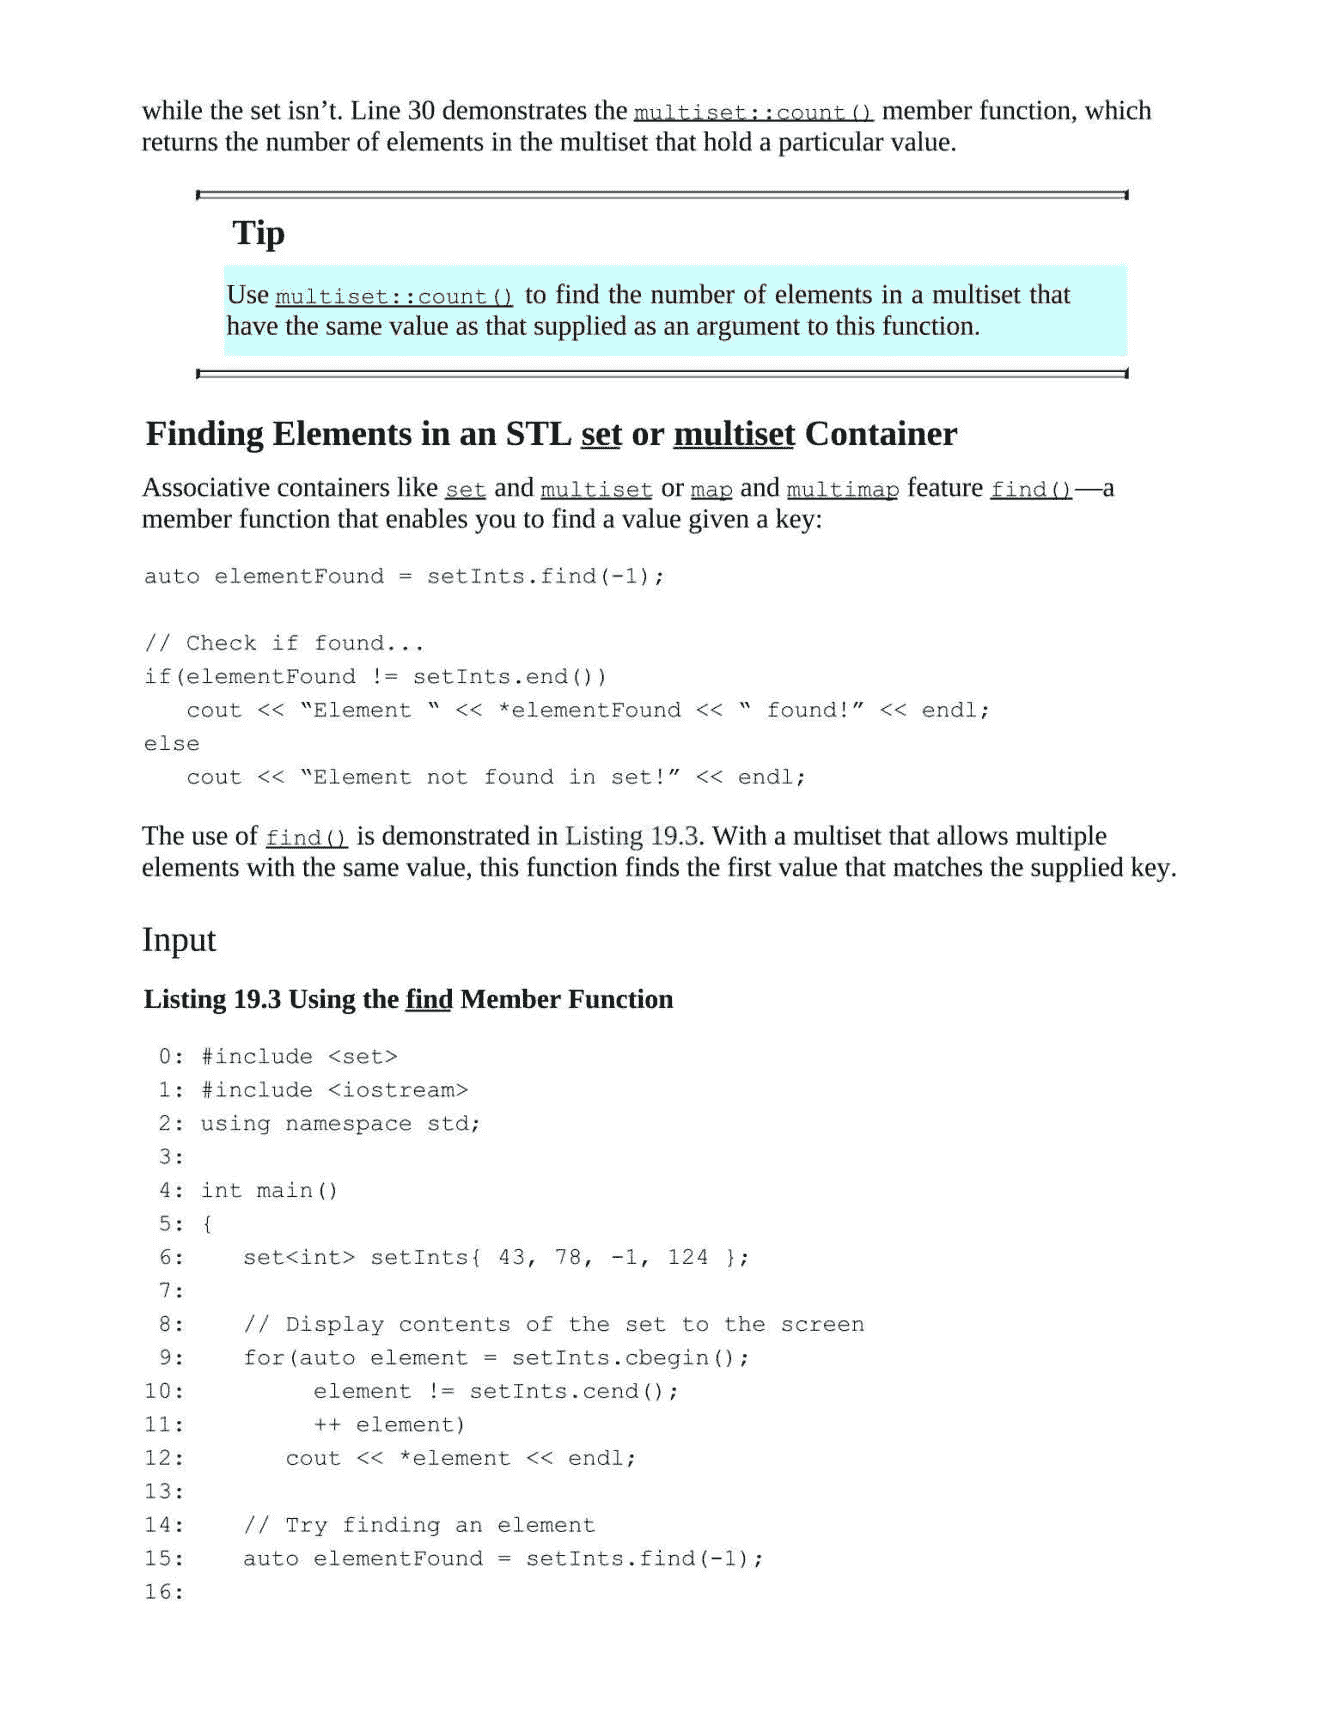 while the set isn’t. Line 30 demonstrates the multiset::count() member function, which
returns the number of elements in the multiset that hold a particular value.
Tip
Use multiset::count() to find the number of elements in a multiset that
have the same value as that supplied as an argument to this function.
Finding Elements in an STL set or multiset Container
Associative containers like set and multiset or map and multimap feature find()—a
member function that enables you to find a value given a key:
auto elementFound = setInts.find(-1);
// Check if found...
if(elementFound != setInts.end())
   cout << “Element “ << *elementFound << “ found!” << endl;
else
   cout << “Element not found in set!” << endl;
The use of find() is demonstrated in Listing 19.3. With a multiset that allows multiple
elements with the same value, this function finds the first value that matches the supplied key.
Input
Listing 19.3 Using the find Member Function
 0: #include <set>
 1: #include <iostream>
 2: using namespace std;
 3:
 4: int main()
 5: {
 6:    set<int> setInts{ 43, 78, -1, 124 };
 7:
 8:    // Display contents of the set to the screen
 9:    for(auto element = setInts.cbegin();
10:         element != setInts.cend();
11:         ++ element)
12:       cout << *element << endl;
13:
14:    // Try finding an element
15:    auto elementFound = setInts.find(-1);
16: